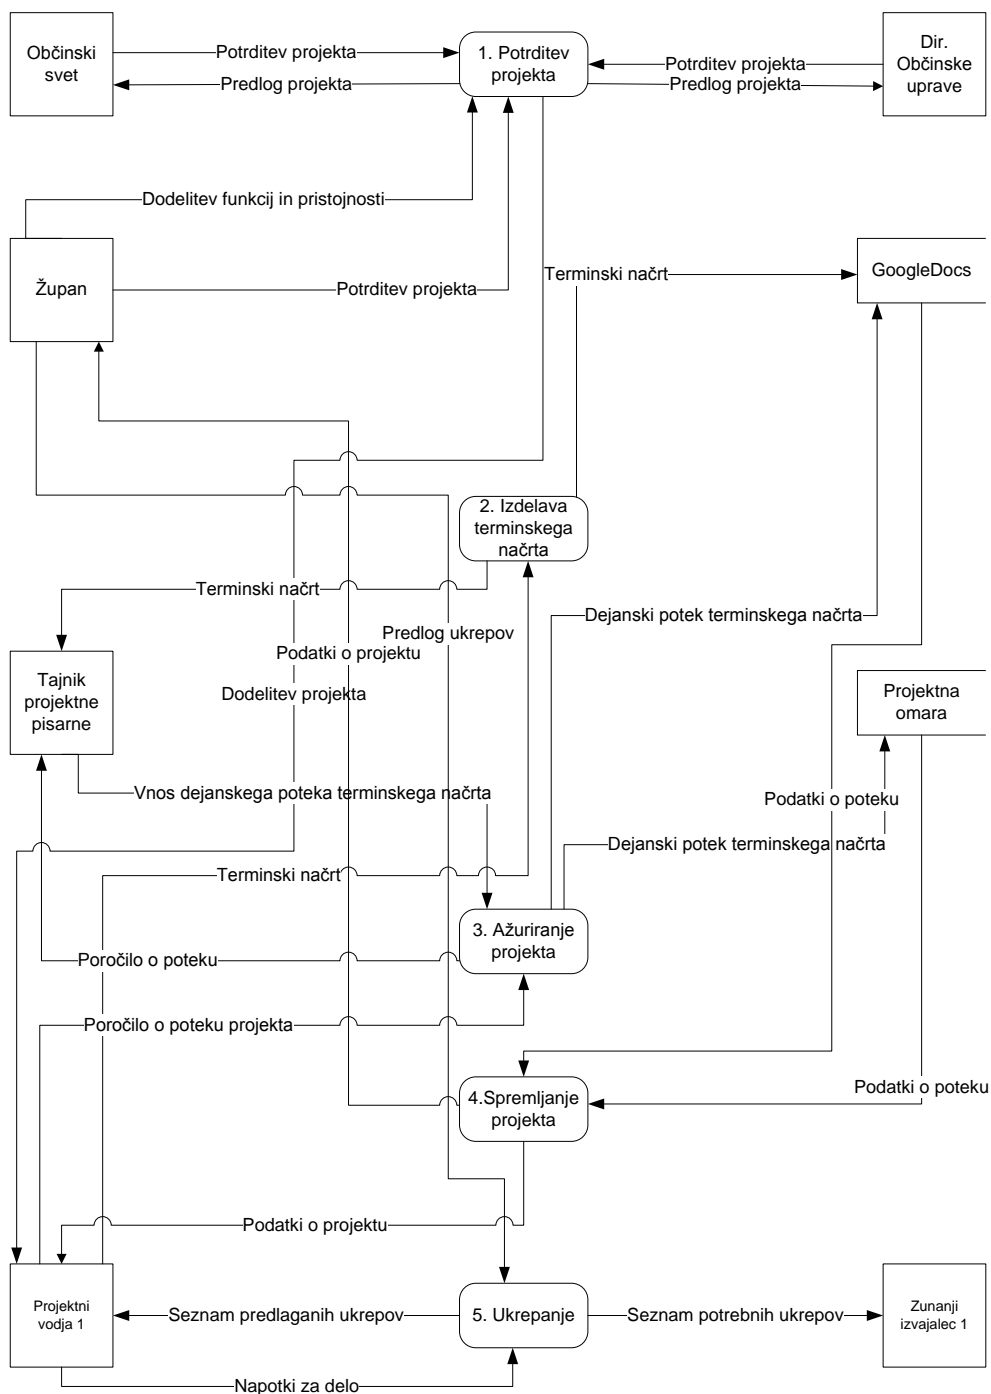 Občinski
svet
Potrditev projekta
Predlog projekta
1. Potrditev
projekta
Potrditev projekta
Predlog projekta
Dir.
Občinske
uprave
Dodelitev funkcij in pristojnosti
Župan
Potrditev projekta
Terminski načrt
GoogleDocs
2. Izdelava
terminskega
načrta
Terminski načrt
Predlog ukrepov
Dejanski potek terminskega načrta
Podatki o projektu
Dodelitev projekta
Tajnik
projektne
pisarne
Projektna
omara
Vnos dejanskega poteka terminskega načrta
Podatki o poteku
Dejanski potek terminskega načrta
Terminski načrt
3. Ažuriranje
projekta
Poročilo o poteku
Poročilo o poteku projekta
4.Spremljanje
projekta
Podatki o poteku
Podatki o projektu
Projektni
vodja 1
Seznam predlaganih ukrepov
5. Ukrepanje
Seznam potrebnih ukrepov
Zunanji
izvajalec 1
Napotki za delo